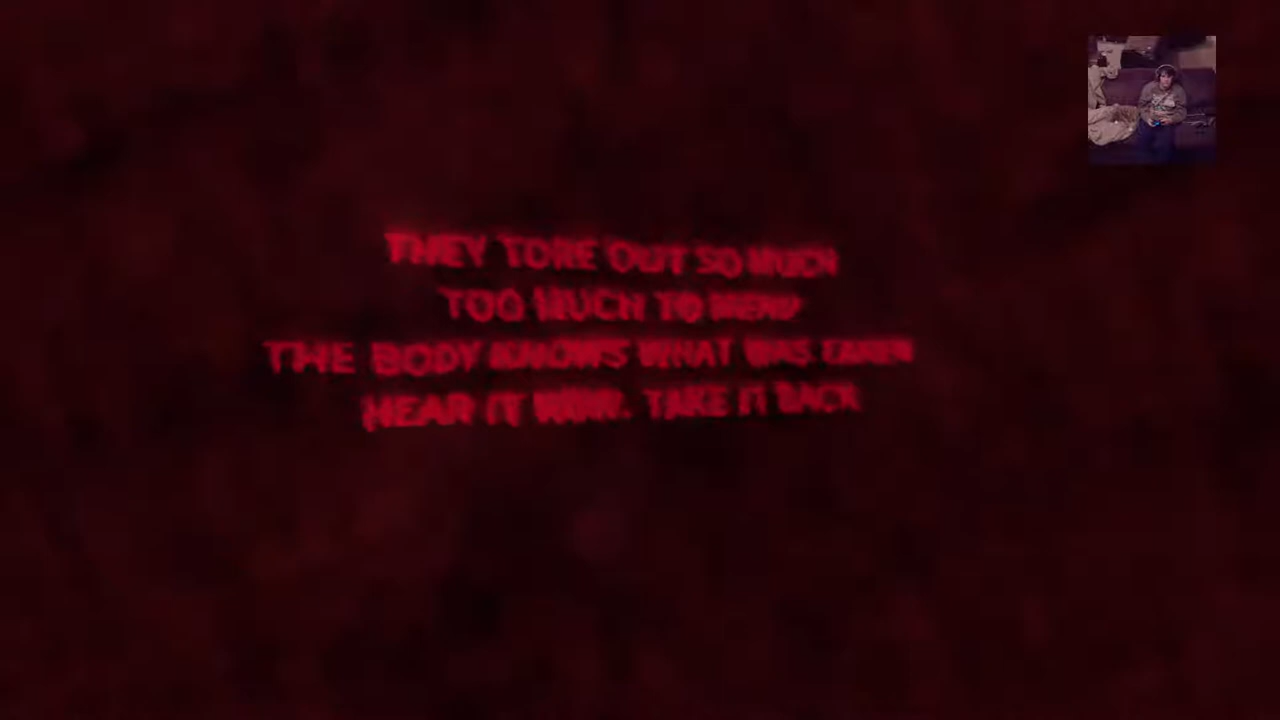 THEY TORE OUT SO MUCH
TOO MUCH TO MEND
THE BODY KNOWS WHAT WAS TAKEN
HEAR IT TAKE IT BACK